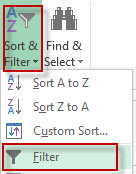 Sort & Find &
Filter Select
Sort A to Z
Sort Z to A
Custom Sort...
Filter